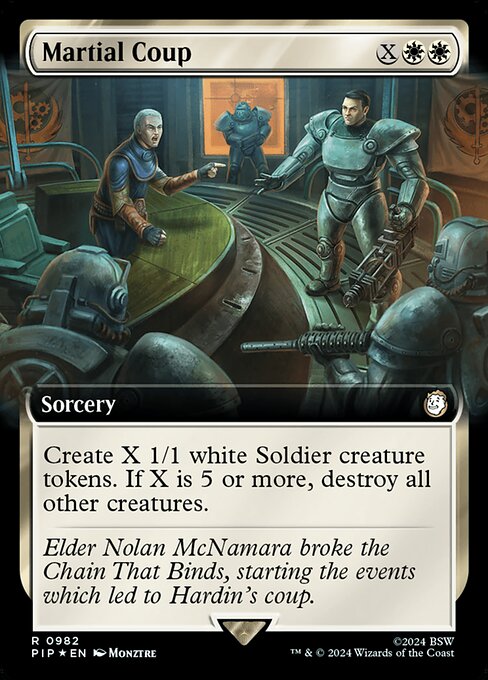 Martial Coup X
Sorcery
Create X 1/1 white Soldier creature
tokens. If X is 5 or more, destroy all
other creatures.
Elder Nolan McNamara broke the
Chain That Binds, starting the events
which led to Hardin's coup.
R 0982
PIP ★ EN Monztre
©2024 BSW
™ & © 2024 Wizards of the Coast